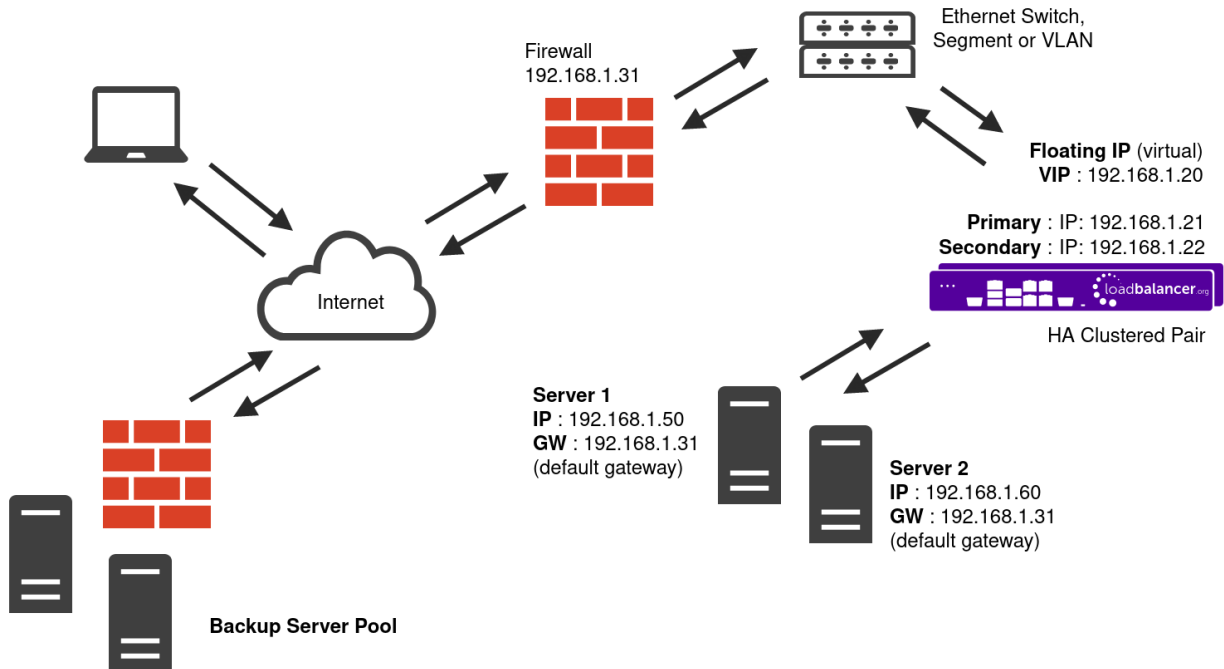 Ethernet Switch,
Segment or VLAN
Firewall
192.168.1.31
Floating IP (virtual)
VIP : 192.168.1.20
Primary : IP: 192.168.1.21
Secondary : IP: 192.168.1.22
loadbalancer.org
HA Clustered Pair
Internet
Server 1
IP : 192.168.1.50
GW : 192.168.1.31
(default gateway)
Server 2
IP : 192.168.1.60
GW : 192.168.1.31
(default gateway)
Backup Server Pool